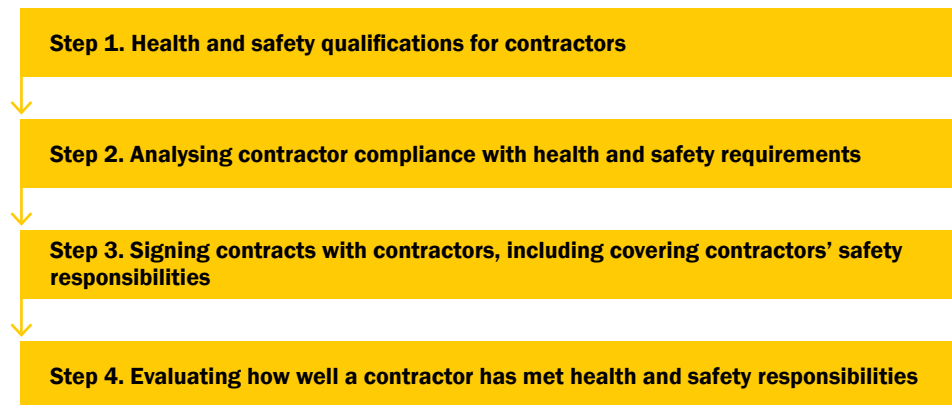 Step 1. Health and safety qualifications for contractors
Step 2. Analysing contractor compliance with health and safety requirements
Step 3. Signing contracts with contractors, including covering contractors’ safety
responsibilities
Step 4. Evaluating how well a contractor has met health and safety responsibilities